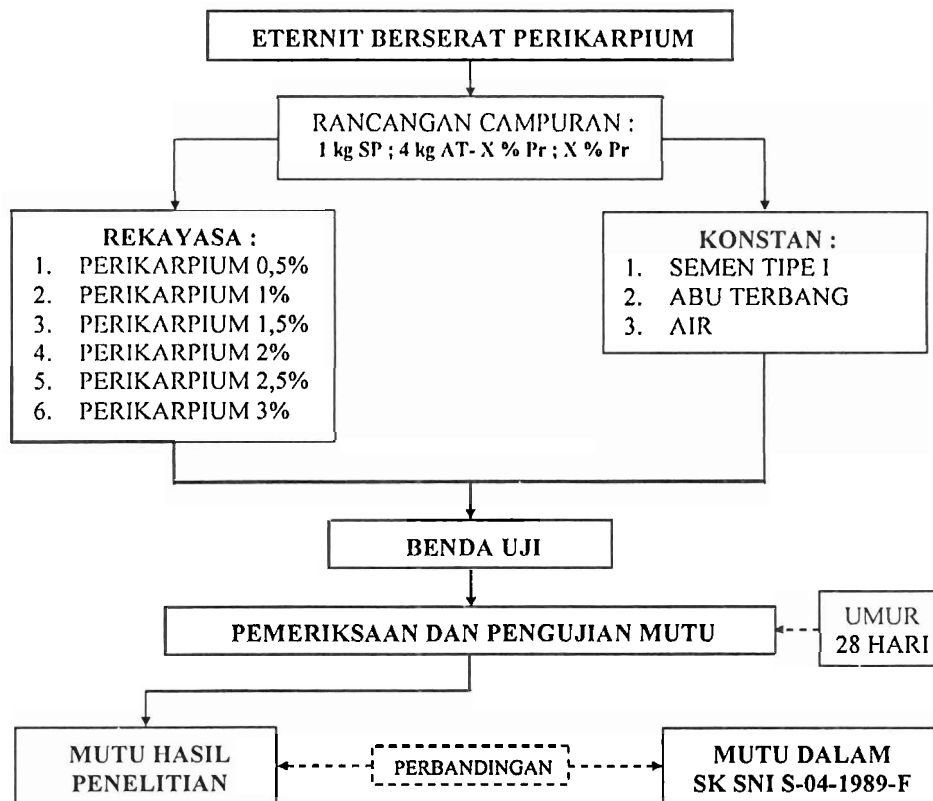 ETERNIT BERSERAT PERIKARPIUM
RANCANGAN CAMPURAN :
1 kg SP ; 4 kg AT- X % Pr ; X % Pr
REKAYASA :
1. PERIKARPIUM 0,5%
2. PERIKARPIUM 1%
3. PERIKARPIUM 1,5%
4. PERIKARPIUM 2%
5. PERIKARPIUM 2,5%
6. PERIKARPIUM 3%
KONSTAN :
1. SEMEN TIPE I
2. ABU TERBANG
3. AIR
BENDA UJI
PEMERIKSAAN DAN PENGUJIAN MUTU
UMUR
28 HARI
MUTU HASIL
PENELITIAN
PERBANDINGAN
MUTU DALAM
SK SNI S-04-1989-F